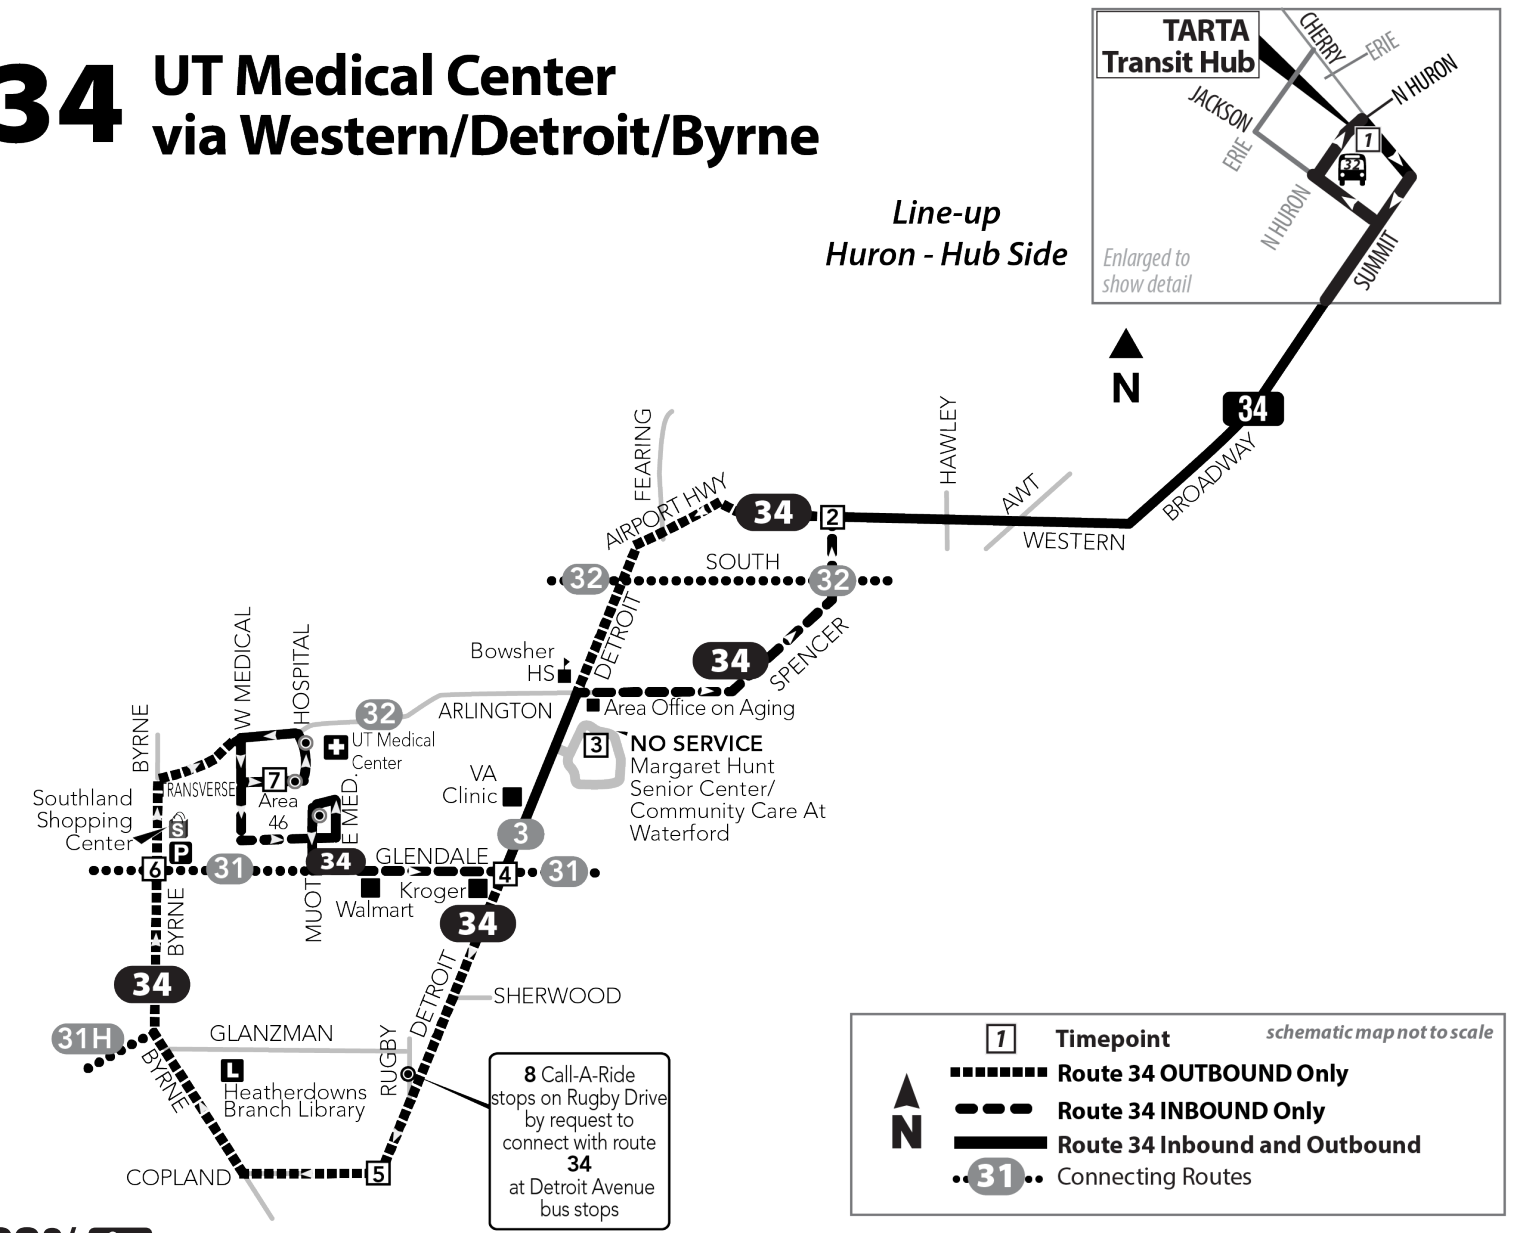 34
UT Medical Center
via Western/Detroit/Byrne
TARTA
Transit Hub
CHERRY
ERIE
N HURON
JACKSON
ERIE
1
32
N HURON
SUMMIT
Enlarged to
show detail
Line-up
Huron - Hub Side
N
34
BROADWAY
HAWLEY
AWT
WESTERN
FEARING
AIRPORT HWY
34
2
SOUTH
32
32
DETROIT
SPENCER
34
Bowsher
HS
ARLINGTON
Area Office on Aging
32
W MEDICAL
HOSPITAL
BYRNE
UT Medical
Center
3
NO SERVICE
Margaret Hunt
Senior Center/
Community Care At
Waterford
VA
Clinic
TRANSVERSE
7
Area
46
E MED.
Southland
Shopping
Center
S
P
3
6
31
34
GLENDALE
4
31
MUOT
Walmart
Kroger
BYRNE
34
34
DETROIT
SHERWOOD
31H
GLANZMAN
RUGBY
BYRNE
L
Heatherdowns
Branch Library
COPLAND
5
8 Call-A-Ride
stops on Rugby Drive
by request to
connect with route
34
at Detroit Avenue
bus stops
1 Timepoint
schematic map not to scale
Route 34 OUTBOUND Only
Route 34 INBOUND Only
Route 34 Inbound and Outbound
31 Connecting Routes
N